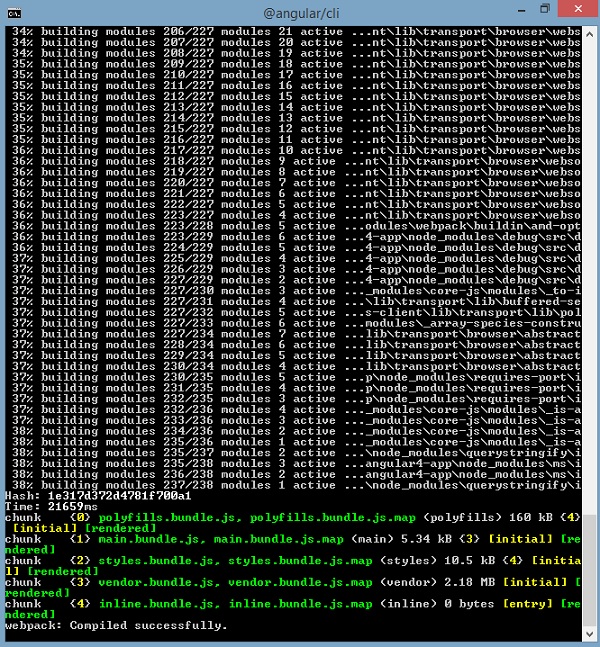 @angular/cli
34% building modules 206/227 modules 21 active ...nt\lib\transport\browser\webs
34% building modules 207/227 modules 20 active ...nt\lib\transport\browser\webs
34% building modules 208/227 modules 19 active ...nt\lib\transport\browser\webs
35% building modules 209/227 modules 18 active ...nt\lib\transport\browser\webs
35% building modules 210/227 modules 17 active ...nt\lib\transport\browser\webs
35% building modules 211/227 modules 16 active ...nt\lib\transport\browser\webs
35% building modules 212/227 modules 15 active ...nt\lib\transport\browser\webs
35% building modules 213/227 modules 14 active ...nt\lib\transport\browser\webs
35% building modules 214/227 modules 13 active ...nt\lib\transport\browser\webs
35% building modules 215/227 modules 12 active ...nt\lib\transport\browser\webs
35% building modules 216/227 modules 11 active ...nt\lib\transport\browser\webs
35% building modules 217/227 modules 10 active ...nt\lib\transport\browser\webs
36% building modules 218/227 modules 9 active ...nt\lib\transport\browser\webso
36% building modules 219/227 modules 8 active ...nt\lib\transport\browser\webso
36% building modules 220/227 modules 7 active ...nt\lib\transport\browser\webso
36% building modules 221/227 modules 6 active ...nt\lib\transport\browser\webso
36% building modules 222/227 modules 5 active ...nt\lib\transport\browser\webso
36% building modules 223/227 modules 4 active ...nt\lib\transport\browser\webso
36% building modules 223/228 modules 5 active ...odules\webpack\buildin\amd-opt
36% building modules 223/229 modules 6 active ...4-app\node_modules\debug\src\d
36% building modules 224/229 modules 5 active ...4-app\node_modules\debug\src\d
37% building modules 225/229 modules 4 active ...4-app\node_modules\debug\src\d
37% building modules 226/229 modules 3 active ...4-app\node_modules\debug\src\d
37% building modules 227/229 modules 2 active ...4-app\node_modules\debug\src\d
37% building modules 227/230 modules 3 active ..._modules\core-js\modules\_to-i
37% building modules 227/231 modules 4 active ...\lib\transport\lib\buffered-se
37% building modules 227/232 modules 5 active ...s-client\lib\transport\lib\pol
37% building modules 227/233 modules 6 active ...modules\_array-species-constru
37% building modules 227/234 modules 7 active ...lib\transport\browser\abstract
37% building modules 228/234 modules 6 active ...lib\transport\browser\abstract
37% building modules 229/234 modules 5 active ...lib\transport\browser\abstract
37% building modules 230/234 modules 4 active ...lib\transport\browser\abstract
37% building modules 230/235 modules 5 active ...p\node_modules\requires-port\i
37% building modules 231/235 modules 4 active ...p\node_modules\requires-port\i
37% building modules 232/235 modules 3 active ...p\node_modules\requires-port\i
37% building modules 232/236 modules 4 active ..._modules\core-js\modules\_is-a
37% building modules 233/236 modules 3 active ..._modules\core-js\modules\_is-a
38% building modules 234/236 modules 2 active ..._modules\core-js\modules\_is-a
38% building modules 235/236 modules 1 active ..._modules\core-js\modules\_is-a
38% building modules 235/237 modules 2 active ...\node_modules\querystringify\i
38% building modules 235/238 modules 3 active ...angular4-app\node_modules\ms\i
38% building modules 236/238 modules 2 active ...angular4-app\node_modules\ms\i
38% building modules 237/238 modules 1 active ...\node_modules\querystringify\i
Hash: 1e317d372d4781f700a1
Time: 21659ms
chunk {0} polyfills.bundle.js, polyfills.bundle.js.map (polyfills) 160 kB {4}
[initial] [rendered]
chunk {1} main.bundle.js, main.bundle.js.map (main) 5.34 kB {3} [initial] [re
ndered]
chunk {2} styles.bundle.js, styles.bundle.js.map (styles) 10.5 kB {4} [initia
l] [rendered]
chunk {3} vendor.bundle.js, vendor.bundle.js.map (vendor) 2.18 MB [initial] [
rendered]
chunk {4} inline.bundle.js, inline.bundle.js.map (inline) 0 bytes [entry] [re
ndered]
webpack: Compiled successfully.